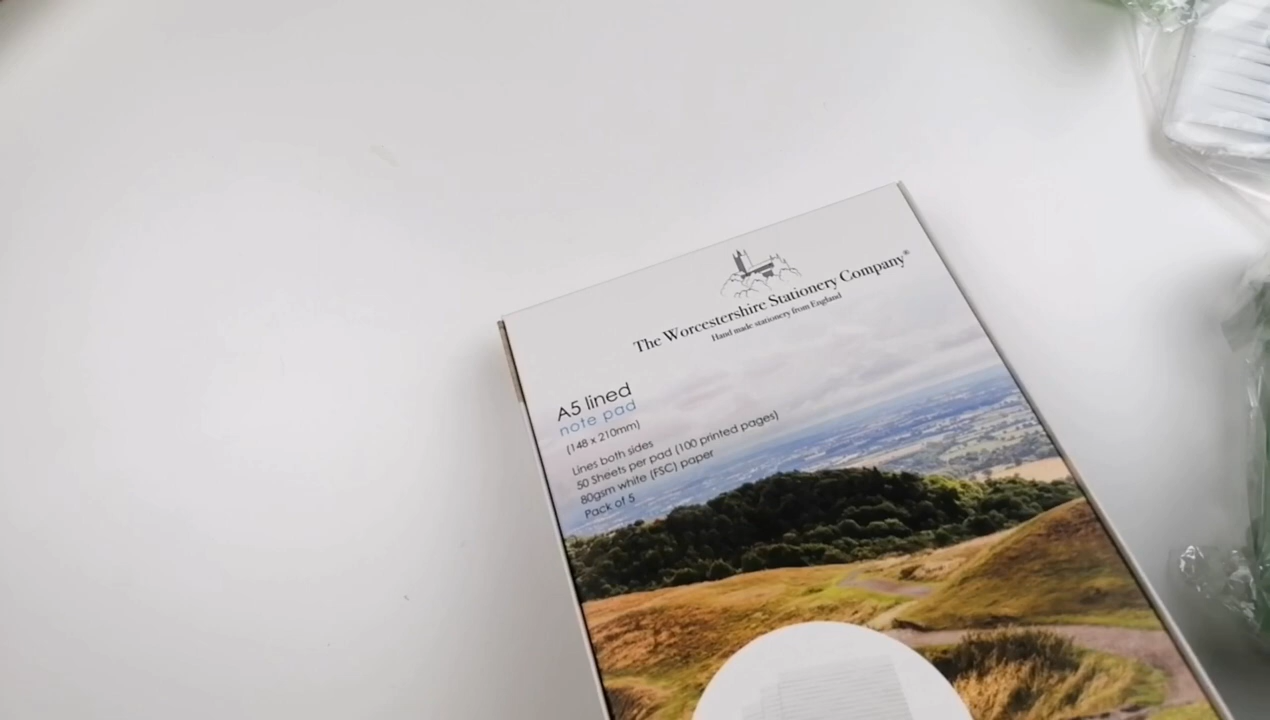 The Worcestershire Stationery Company®
Hand made stationery from England
A5 lined
note pad
(148 x 210mm)
Lines both sides
50 Sheets per pad (100 printed pages)
80gsm white (FSC) paper
Pack of 5